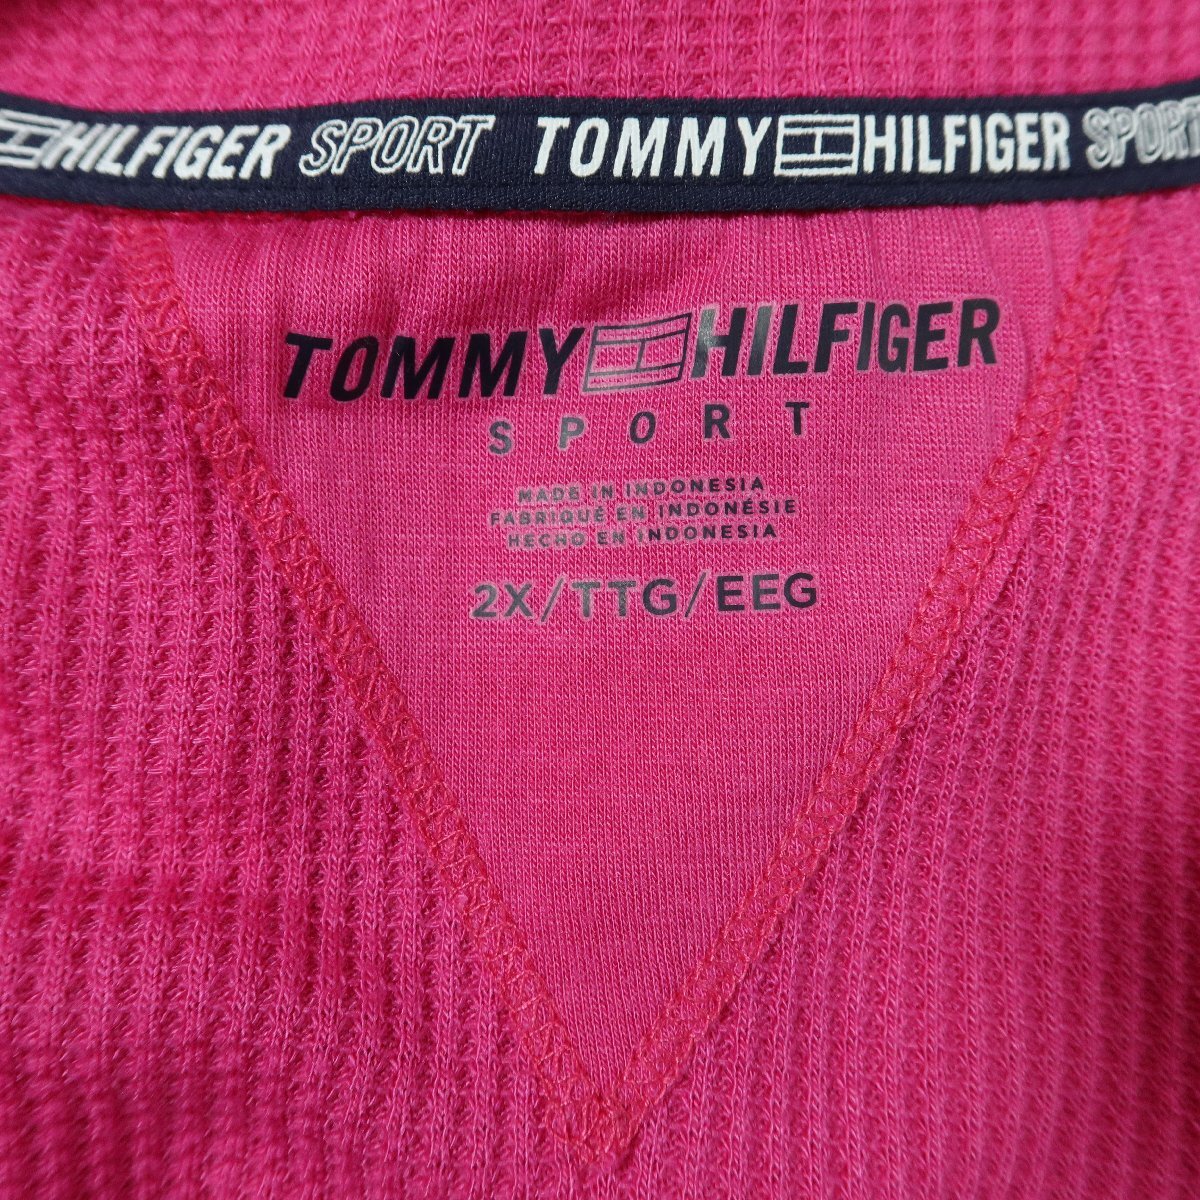 HILFIGER SPORT TOMMY HILFIGER SPORT
TOMMY HILFIGER
SPORT
MADE IN INDONESIA
FABRIQUÉ EN INDONÉSIE
HECHO EN INDONESIA
2X/TTG/EEG